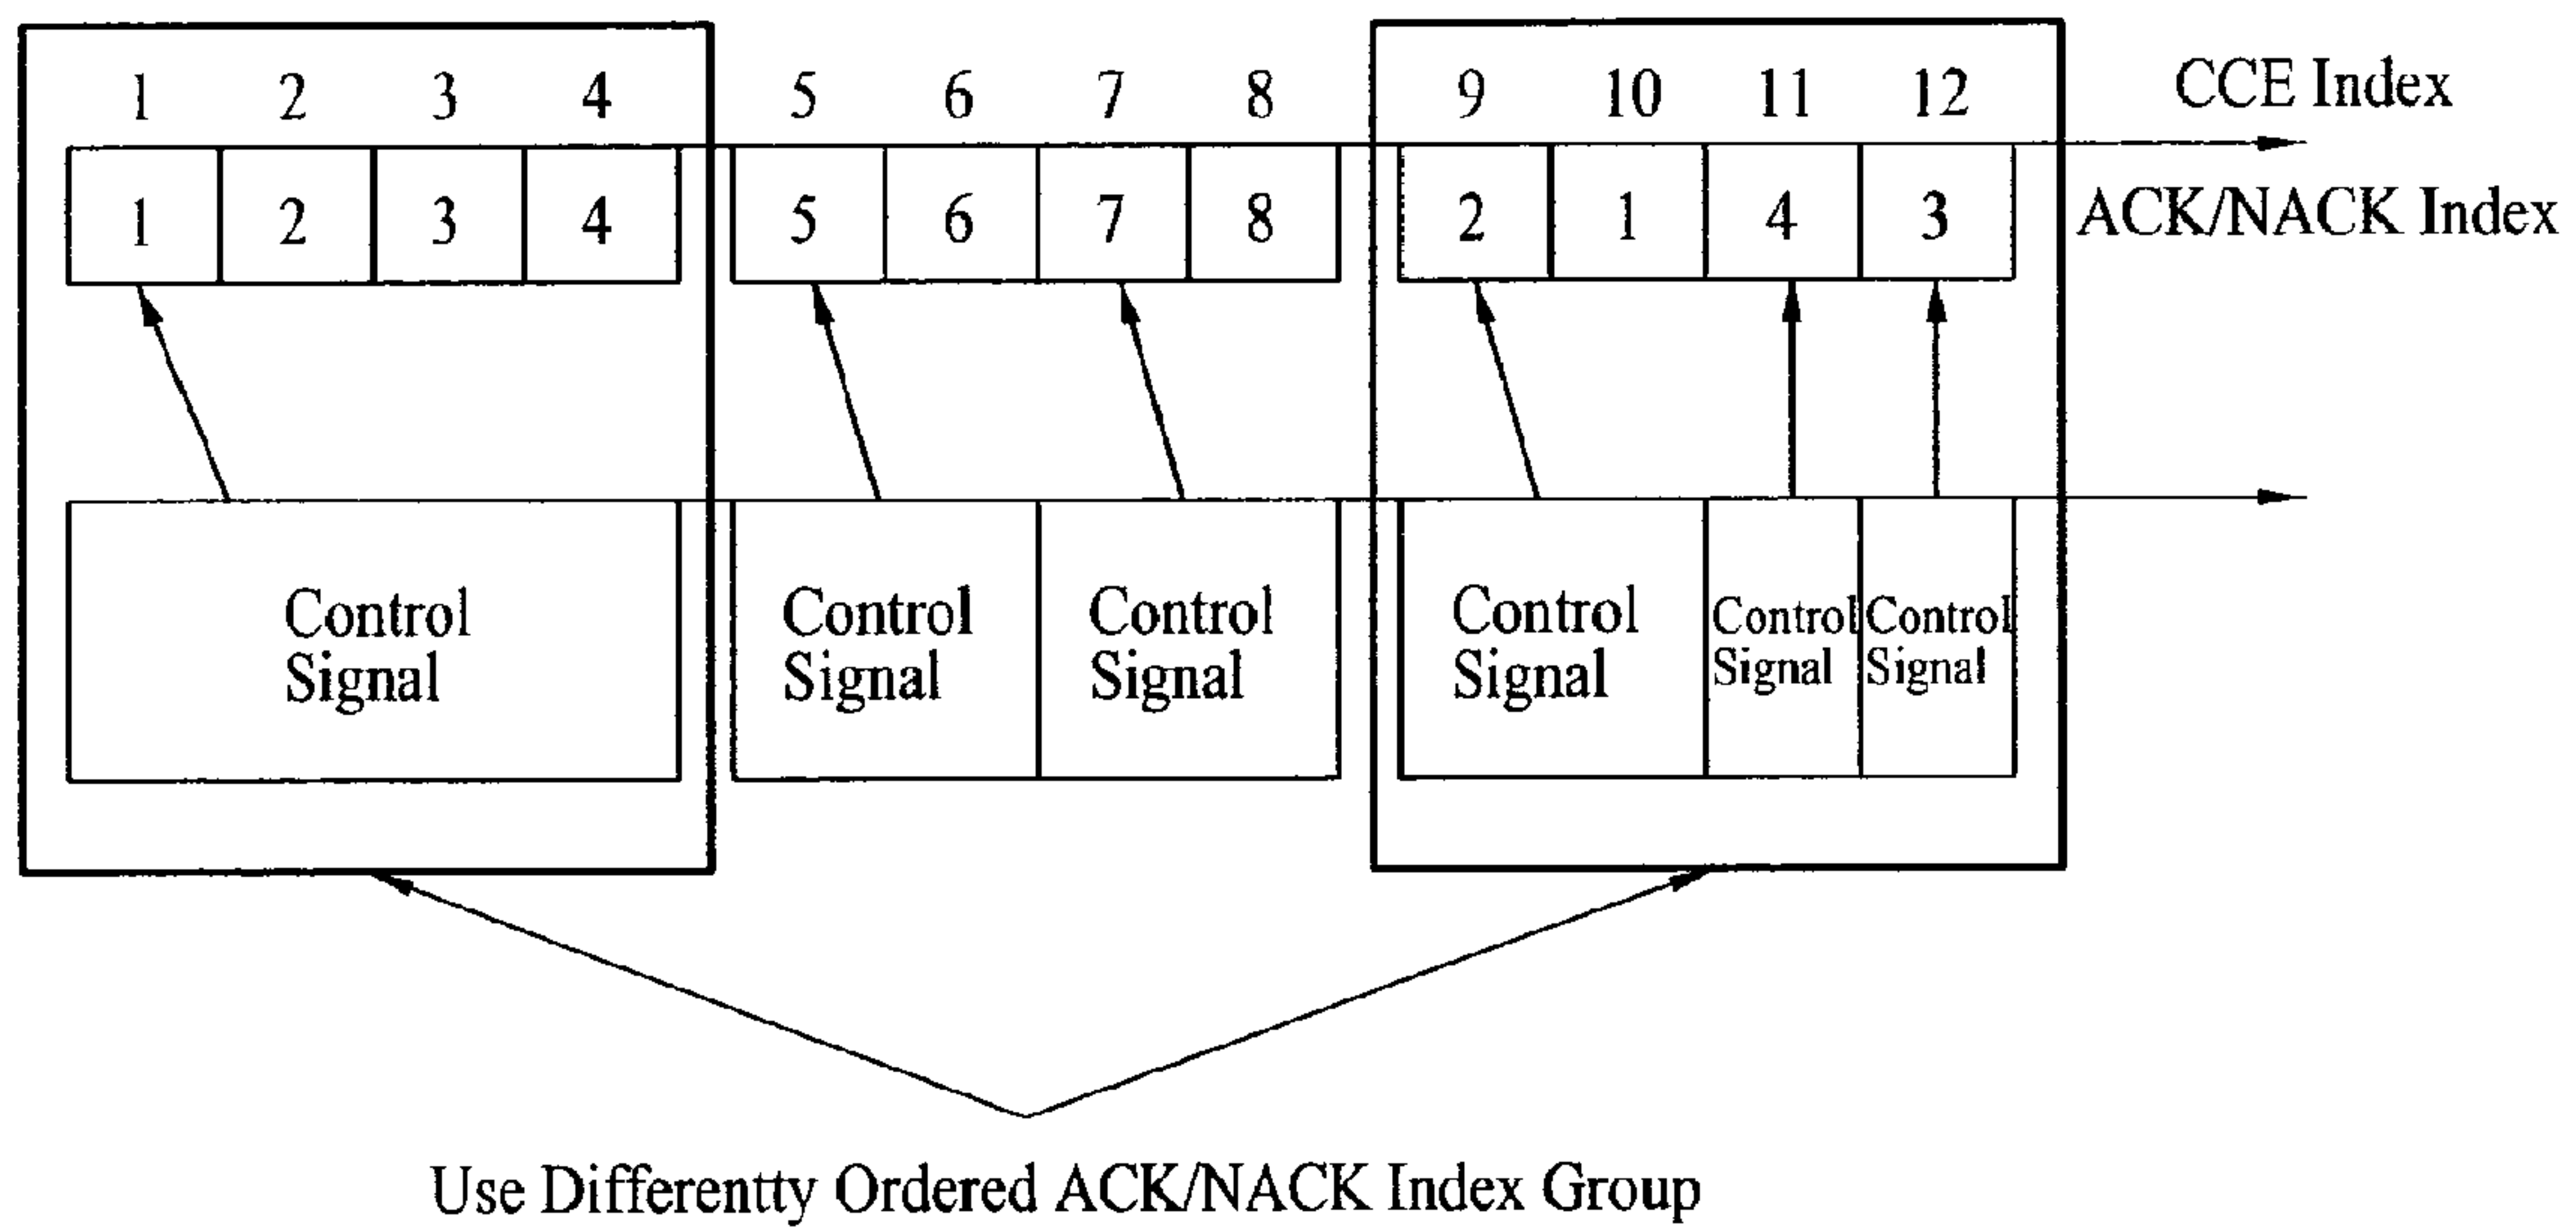 1 2 3 4 5 6 7 8 9 10 11 12 CCE Index
1 2 3 4 5 6 7 8 2 1 4 3 ACK/NACK Index
Control Signal
Control Signal
Control Signal
Control Signal
Control Signal
Control Signal
Use Differentty Ordered ACK/NACK Index Group